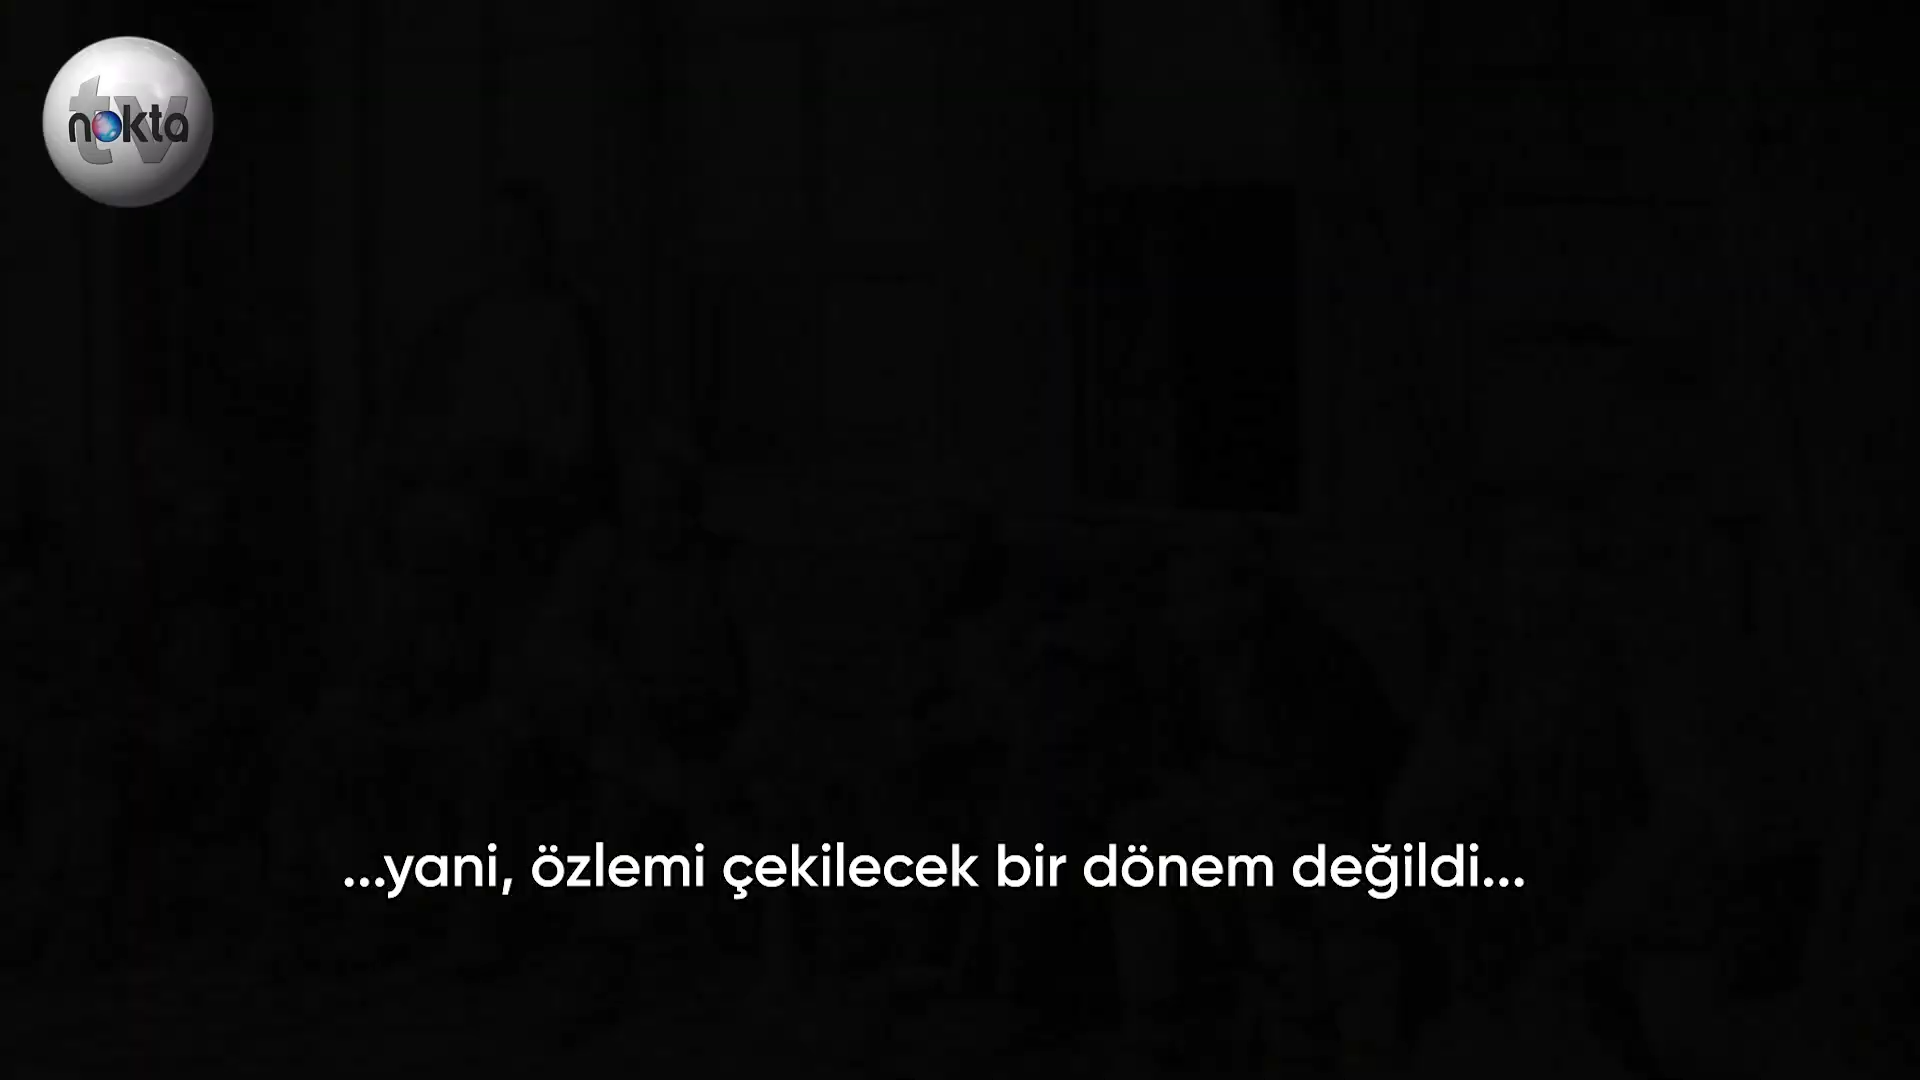 tv
nokta
...yani, özlemi çekilecek bir dönem değildi...